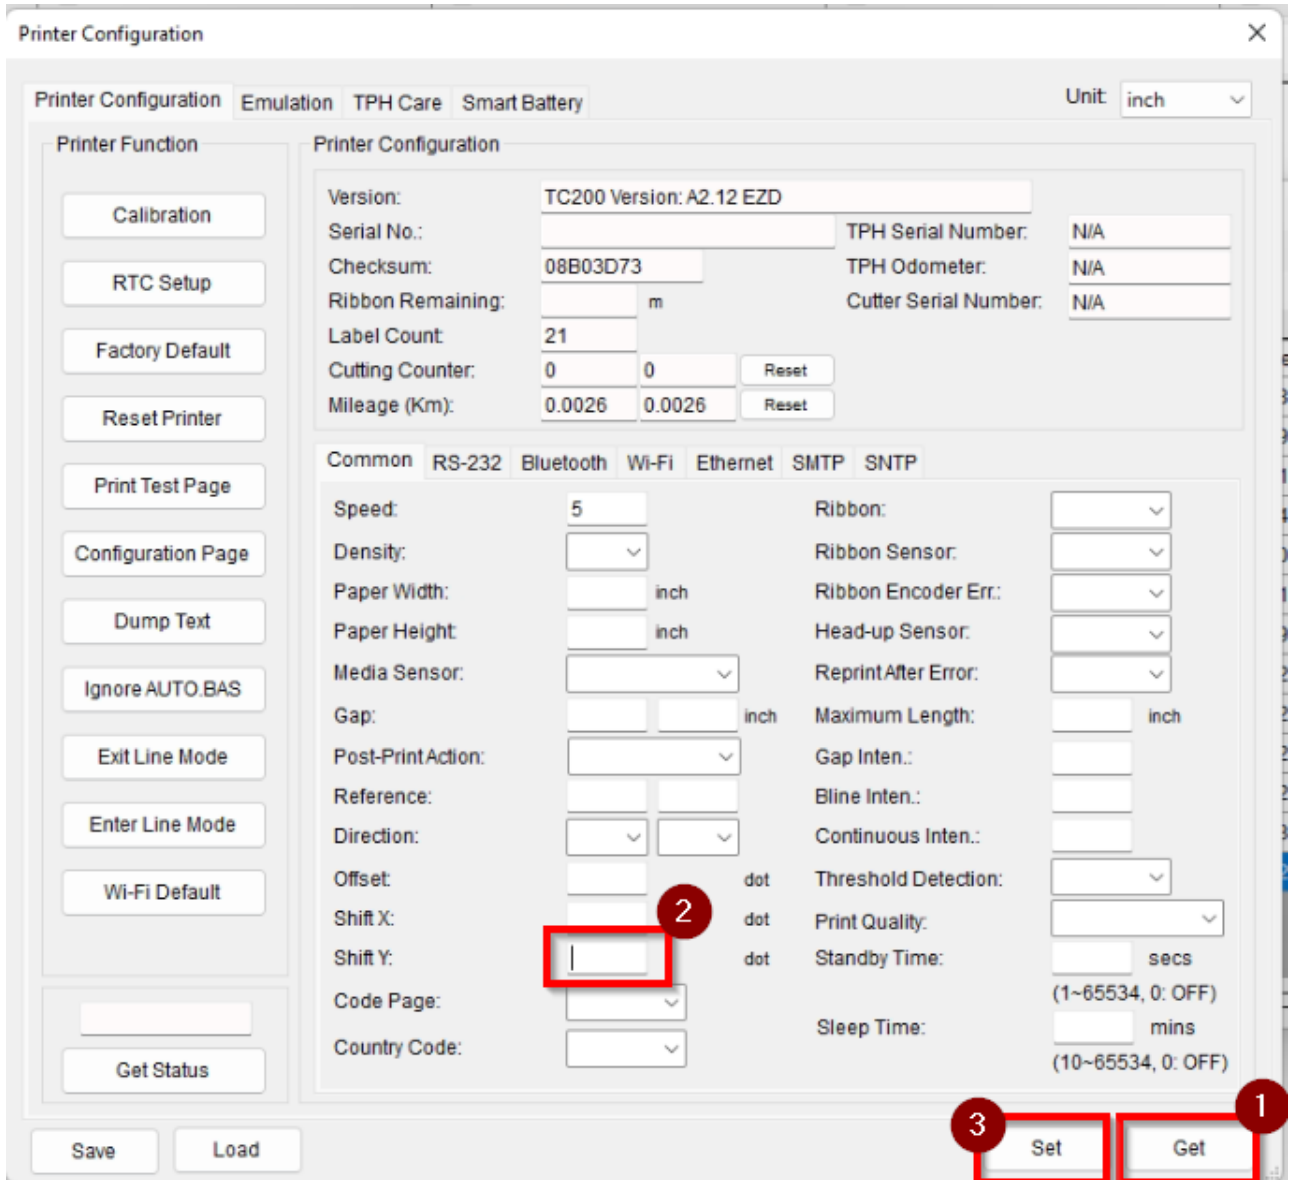 Printer Configuration
Printer Configuration Emulation TPH Care Smart Battery Unit: inch
Printer Function
Calibration
RTC Setup
Factory Default
Reset Printer
Print Test Page
Configuration Page
Dump Text
Ignore AUTO.BAS
Exit Line Mode
Enter Line Mode
Wi-Fi Default
Get Status
Printer Configuration
Version: TC200 Version: A2.12 EZD
Serial No.: TPH Serial Number: N/A
Checksum: 08B03D73 TPH Odometer: N/A
Ribbon Remaining: m Cutter Serial Number: N/A
Label Count: 21
Cutting Counter: 0 0 Reset
Mileage (Km): 0.0026 0.0026 Reset
Common RS-232 Bluetooth Wi-Fi Ethernet SMTP SNTP
Speed: 5 Ribbon:
Density: Ribbon Sensor:
Paper Width: inch Ribbon Encoder Err.:
Paper Height: inch Head-up Sensor:
Media Sensor: Reprint After Error:
Gap: inch Maximum Length: inch
Post-Print Action: Gap Inten.:
Reference: Bline Inten.:
Direction: Continuous Inten.:
Offset: dot Threshold Detection:
Shift X: 2 dot Print Quality:
Shift Y: dot Standby Time: secs
(1~65534, 0: OFF)
Code Page:
Sleep Time: mins
Country Code:
(10~65534, 0: OFF)
3 1
Save Load Set Get